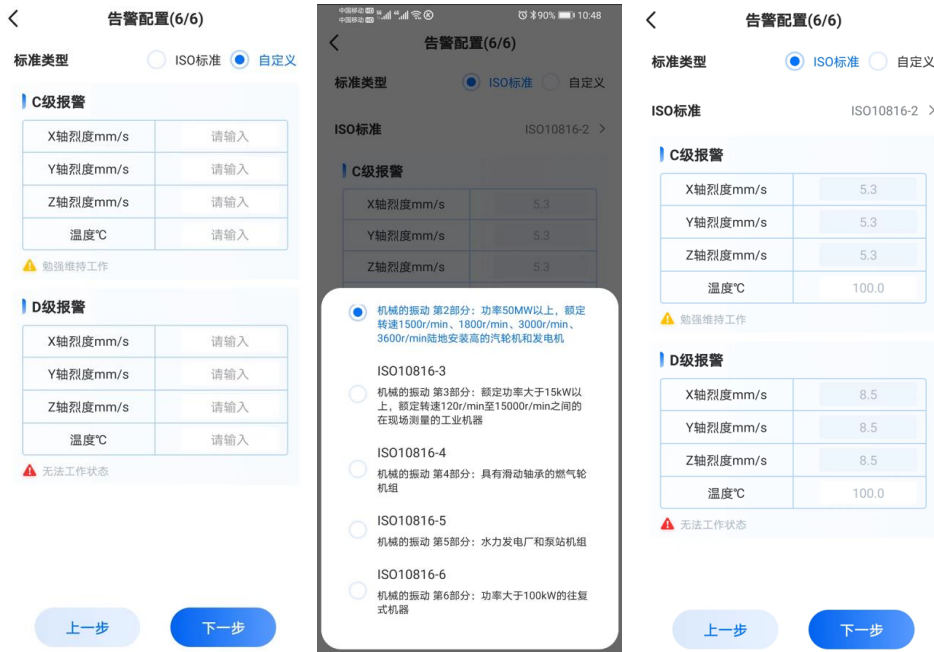 告警配置(6/6)
标准类型 ISO标准 自定义
C级报警
X轴烈度mm/s 请输入
Y轴烈度mm/s 请输入
Z轴烈度mm/s 请输入
温度℃ 请输入
勉强维持工作
D级报警
X轴烈度mm/s 请输入
Y轴烈度mm/s 请输入
Z轴烈度mm/s 请输入
温度℃ 请输入
无法工作状态
上一步 下一步
中国移动 HD
中国移动 HD
90% 10:48
告警配置(6/6)
标准类型 ISO标准 自定义
ISO标准 ISO10816-2
C级报警
X轴烈度mm/s 5.3
Y轴烈度mm/s 5.3
Z轴烈度mm/s 5.3
机械的振动 第2部分：功率50MW以上，额定
转速1500r/min、1800r/min、3000r/min、
3600r/min陆地安装高的汽轮机和发电机
ISO10816-3
机械的振动 第3部分：额定功率大于15kW以
上，额定转速120r/min至15000r/min之间的
在现场测量的工业机器
ISO10816-4
机械的振动 第4部分：具有滑动轴承的燃气轮
机组
ISO10816-5
机械的振动 第5部分：水力发电厂和泵站机组
ISO10816-6
机械的振动 第6部分：功率大于100kW的往复
式机器
告警配置(6/6)
标准类型 ISO标准 自定义
ISO标准 ISO10816-2
C级报警
X轴烈度mm/s 5.3
Y轴烈度mm/s 5.3
Z轴烈度mm/s 5.3
温度℃ 100.0
勉强维持工作
D级报警
X轴烈度mm/s 8.5
Y轴烈度mm/s 8.5
Z轴烈度mm/s 8.5
温度℃ 100.0
无法工作状态
上一步 下一步